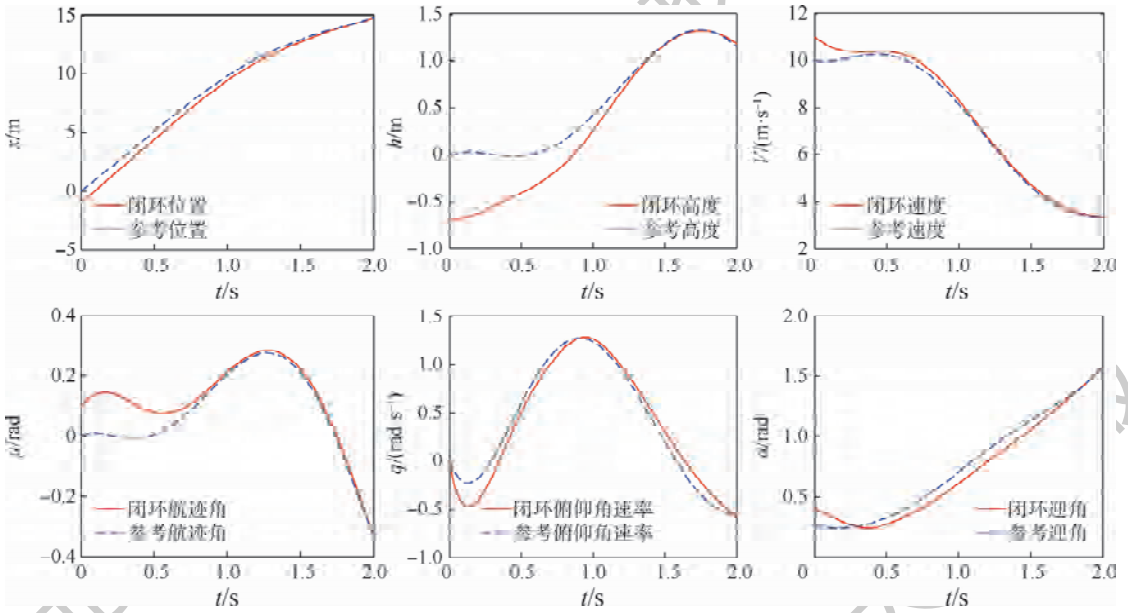 15
10
5
0
−5
x/m
闭环位置
参考位置
0 0.5 1.0 1.5 2.0
t/s
1.5
1.0
0.5
0
−0.5
−1.0
h/m
闭环高度
参考高度
0 0.5 1.0 1.5 2.0
t/s
12
10
8
6
4
2
V/(m·s⁻¹)
闭环速度
参考速度
0 0.5 1.0 1.5 2.0
t/s
0.4
0.2
0
−0.2
−0.4
/rad
闭环航迹角
参考航迹角
0 0.5 1.0 1.5 2.0
t/s
1.5
1.0
0.5
0
−0.5
−1.0
q/(rad s⁻¹)
闭环俯仰角速率
参考俯仰角速率
0 0.5 1.0 1.5 2.0
t/s
2.0
1.5
1.0
0.5
α/rad
闭环迎角
参考迎角
0 0.5 1.0 1.5 2.0
t/s